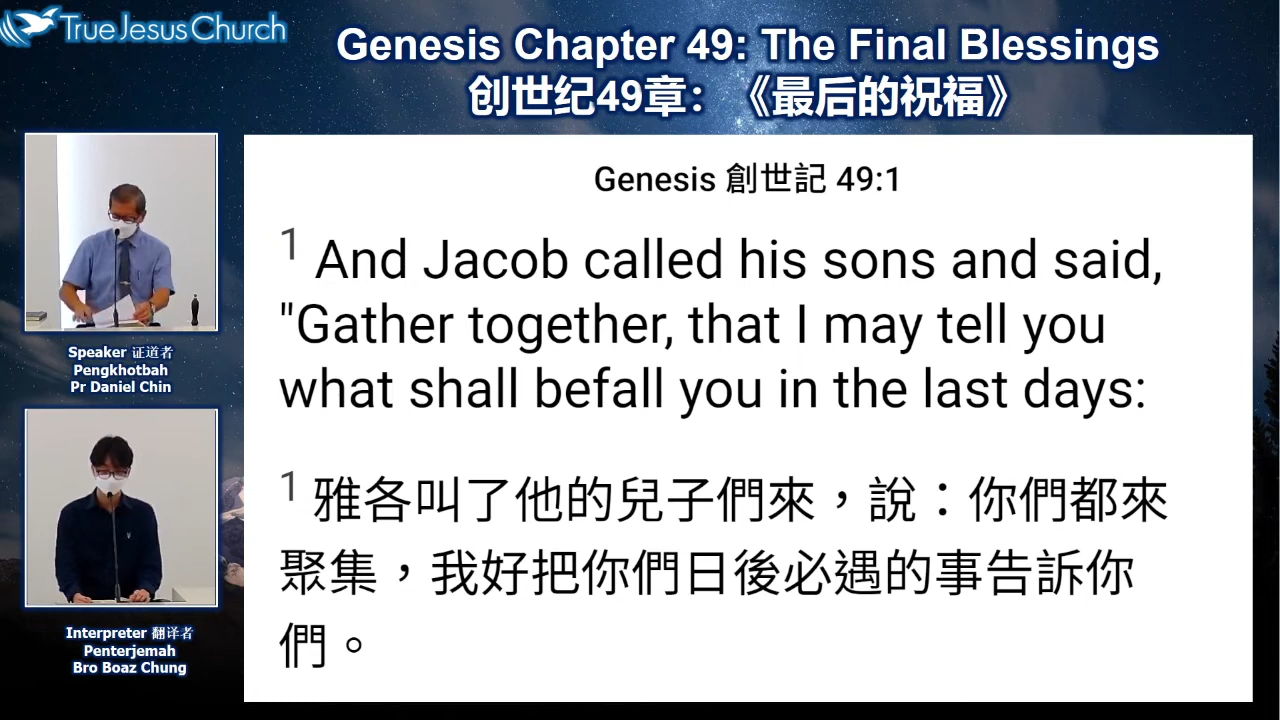 TrueJesusChurch
Genesis Chapter 49: The Final Blessings
创世纪49章：《最后的祝福》
Speaker 证道者
Pengkhotbah
Pr Daniel Chin
Interpreter 翻译者
Penterjemah
Bro Boaz Chung
Genesis 創世記 49:1
1 And Jacob called his sons and said,
"Gather together, that I may tell you
what shall befall you in the last days:
1 雅各叫了他的兒子們來，說：你們都來
聚集，我好把你們日後必遇的事告訴你
們。